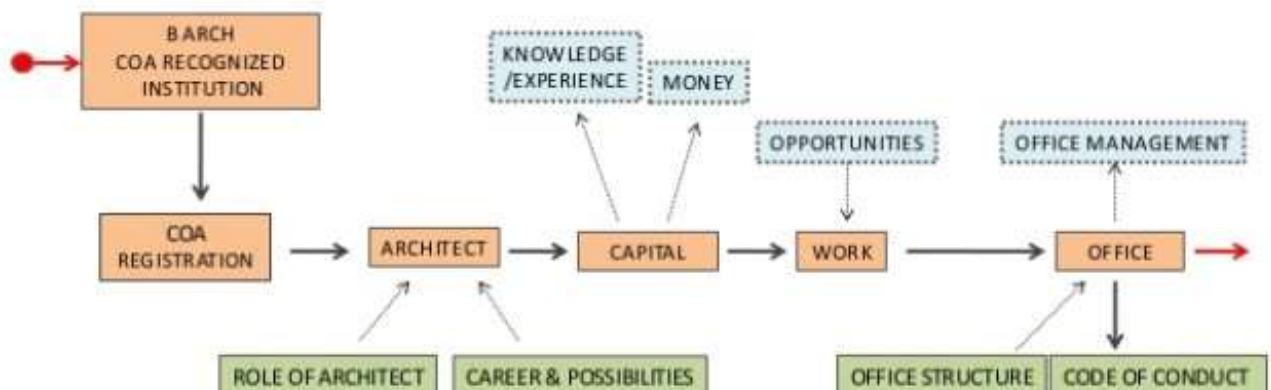 B ARCH
COA RECOGNIZED
INSTITUTION
KNOWLEDGE
/EXPERIENCE
MONEY
OPPORTUNITIES
OFFICE MANAGEMENT
COA
REGISTRATION
ARCHITECT
CAPITAL
WORK
OFFICE
ROLE OF ARCHITECT
CAREER & POSSIBILITIES
OFFICE STRUCTURE
CODE OF CONDUCT